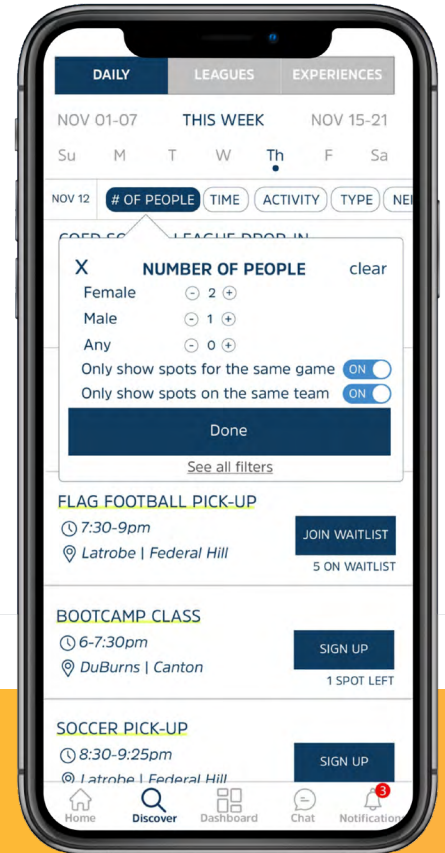 DAILY LEAGUES EXPERIENCES
NOV 01-07 THIS WEEK NOV 15-21
Su M T W Th F Sa
NOV 12 # OF PEOPLE TIME ACTIVITY TYPE NEI
X NUMBER OF PEOPLE clear
Female - 2 +
Male - 1 +
Any - 0 +
Only show spots for the same game ON
Only show spots on the same team ON
Done
See all filters
FLAG FOOTBALL PICK-UP
7:30-9pm
JOIN WAITLIST
Latrobe | Federal Hill
5 ON WAITLIST
BOOTCAMP CLASS
6-7:30pm
SIGN UP
DuBurns | Canton
1 SPOT LEFT
SOCCER PICK-UP
8:30-9:25pm
SIGN UP
Latrobe | Federal Hill
3
Home Discover Dashboard Chat Notification